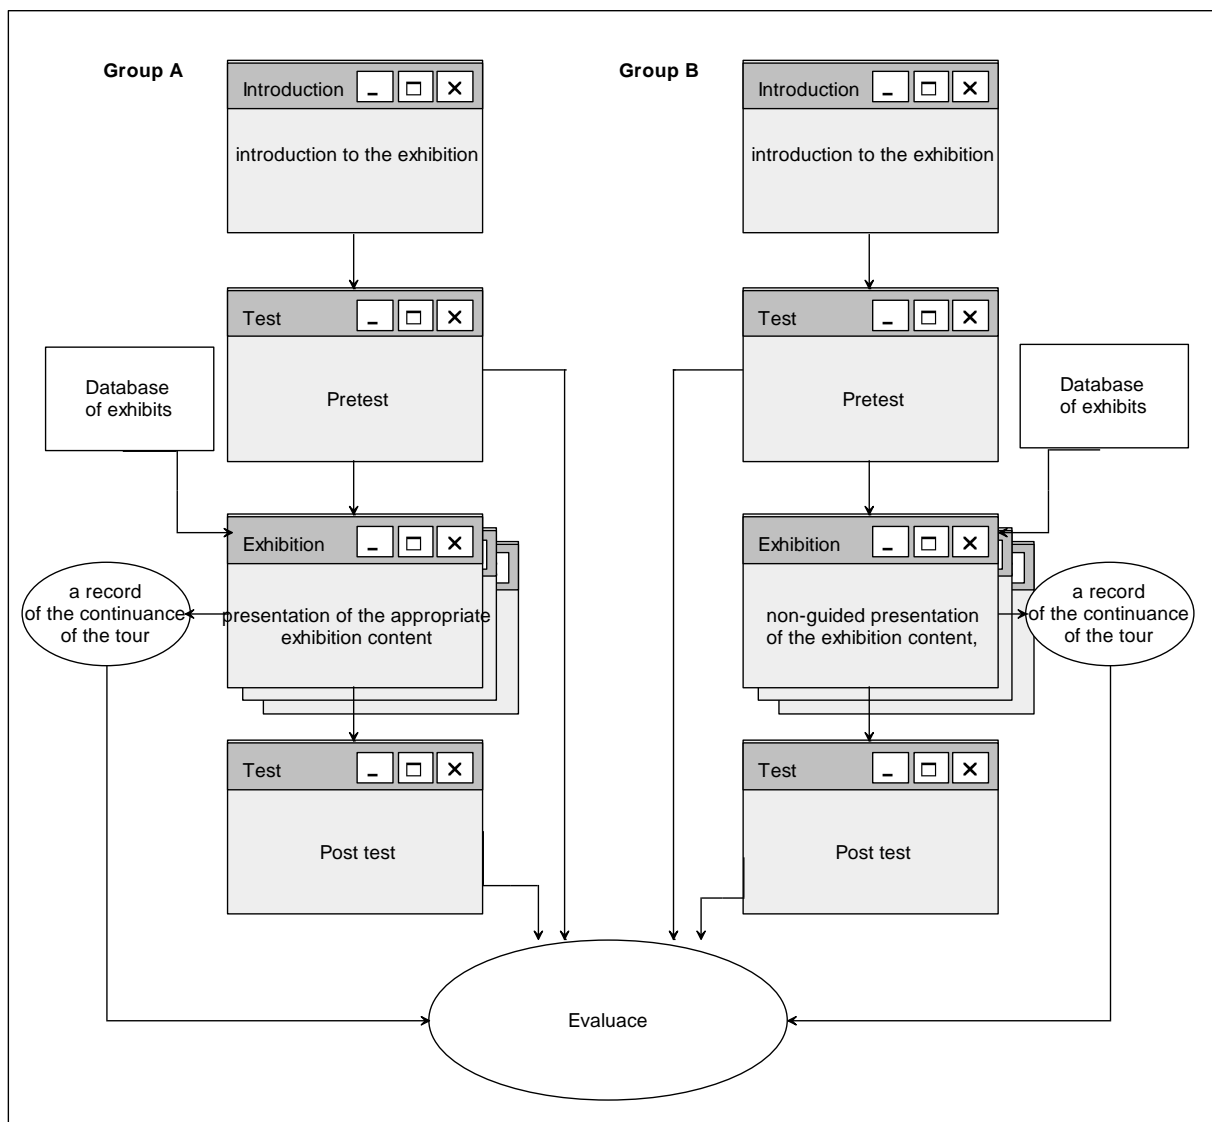 Group A
Introduction
introduction to the exhibition
Test
Pretest
Database
of exhibits
Exhibition
presentation of the appropriate
exhibition content
a record
of the continuance
of the tour
Test
Post test
Group B
Introduction
introduction to the exhibition
Test
Pretest
Database
of exhibits
Exhibition
non-guided presentation
of the exhibition content,
a record
of the continuance
of the tour
Test
Post test
Evaluace